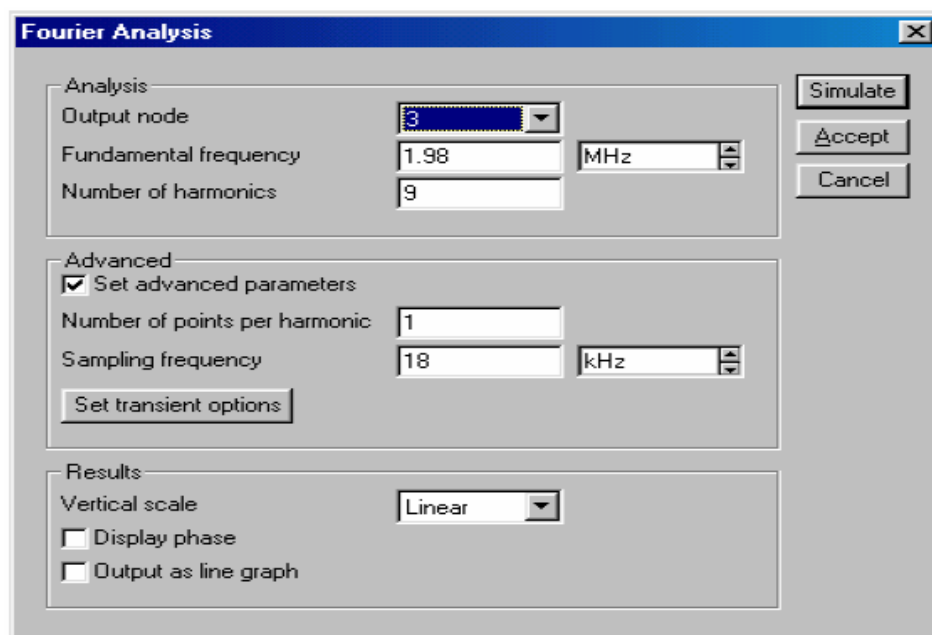 Fourier Analysis
Analysis
Output node 3
Fundamental frequency 1.98 MHz
Number of harmonics 9
Simulate
Accept
Cancel
Advanced
Set advanced parameters
Number of points per harmonic 1
Sampling frequency 18 kHz
Set transient options
Results
Vertical scale Linear
Display phase
Output as line graph